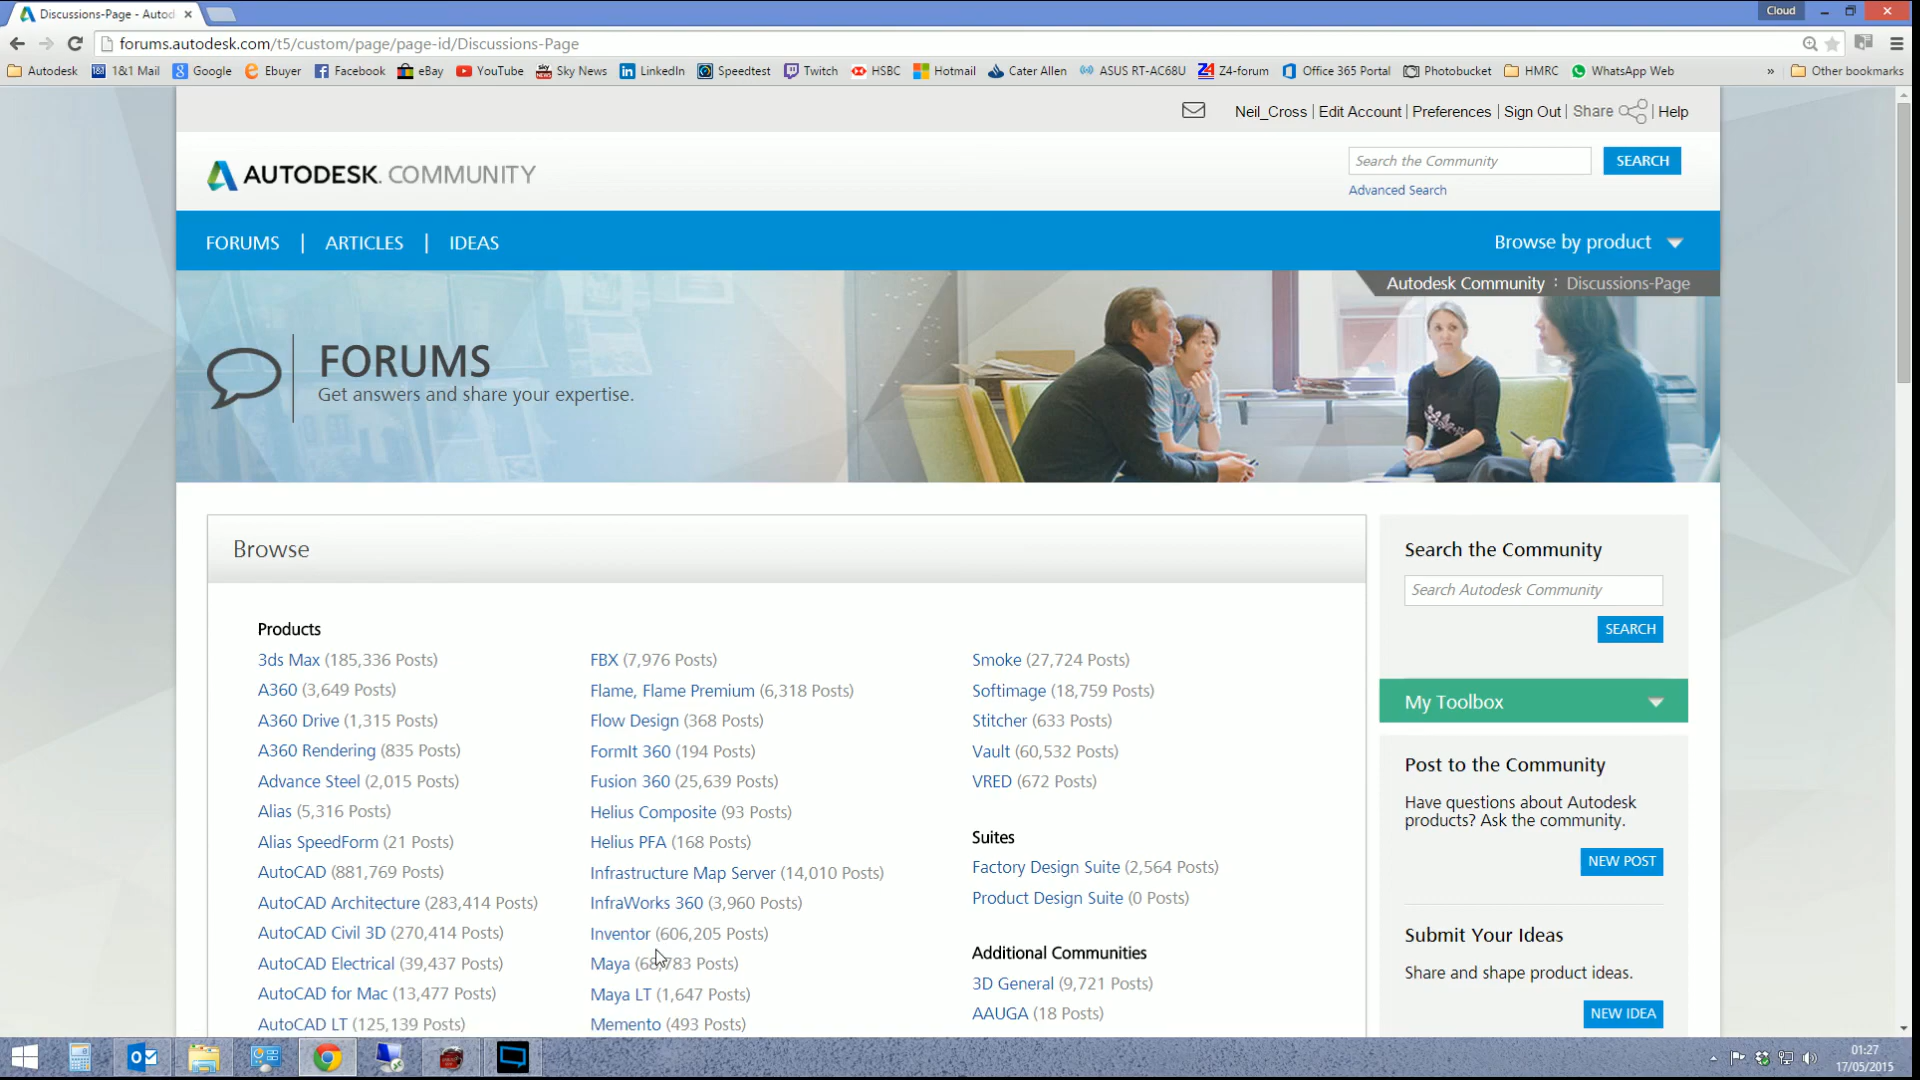 Discussions-Page - Autod
Cloud
forums.autodesk.com/t5/custom/page/page-id/Discussions-Page
Autodesk 1&1 Mail Google Ebuyer Facebook eBay YouTube Sky News LinkedIn Speedtest Twitch HSBC Hotmail Cater Allen ASUS RT-AC68U Z4-forum Office 365 Portal Photobucket HMRC WhatsApp Web » Other bookmarks
Neil_Cross | Edit Account | Preferences | Sign Out | Share | Help
AUTODESK. COMMUNITY
Search the Community SEARCH
Advanced Search
FORUMS | ARTICLES | IDEAS Browse by product
Autodesk Community : Discussions-Page
FORUMS
Get answers and share your expertise.
Browse
Products
3ds Max (185,336 Posts)
A360 (3,649 Posts)
A360 Drive (1,315 Posts)
A360 Rendering (835 Posts)
Advance Steel (2,015 Posts)
Alias (5,316 Posts)
Alias SpeedForm (21 Posts)
AutoCAD (881,769 Posts)
AutoCAD Architecture (283,414 Posts)
AutoCAD Civil 3D (270,414 Posts)
AutoCAD Electrical (39,437 Posts)
AutoCAD for Mac (13,477 Posts)
AutoCAD LT (125,139 Posts)
FBX (7,976 Posts)
Flame, Flame Premium (6,318 Posts)
Flow Design (368 Posts)
FormIt 360 (194 Posts)
Fusion 360 (25,639 Posts)
Helius Composite (93 Posts)
Helius PFA (168 Posts)
Infrastructure Map Server (14,010 Posts)
InfraWorks 360 (3,960 Posts)
Inventor (606,205 Posts)
Maya (68,783 Posts)
Maya LT (1,647 Posts)
Memento (493 Posts)
Smoke (27,724 Posts)
Softimage (18,759 Posts)
Stitcher (633 Posts)
Vault (60,532 Posts)
VRED (672 Posts)
Suites
Factory Design Suite (2,564 Posts)
Product Design Suite (0 Posts)
Additional Communities
3D General (9,721 Posts)
AAUGA (18 Posts)
Search the Community
Search Autodesk Community
SEARCH
My Toolbox
Post to the Community
Have questions about Autodesk
products? Ask the community.
NEW POST
Submit Your Ideas
Share and shape product ideas.
NEW IDEA
01:27
17/05/2015